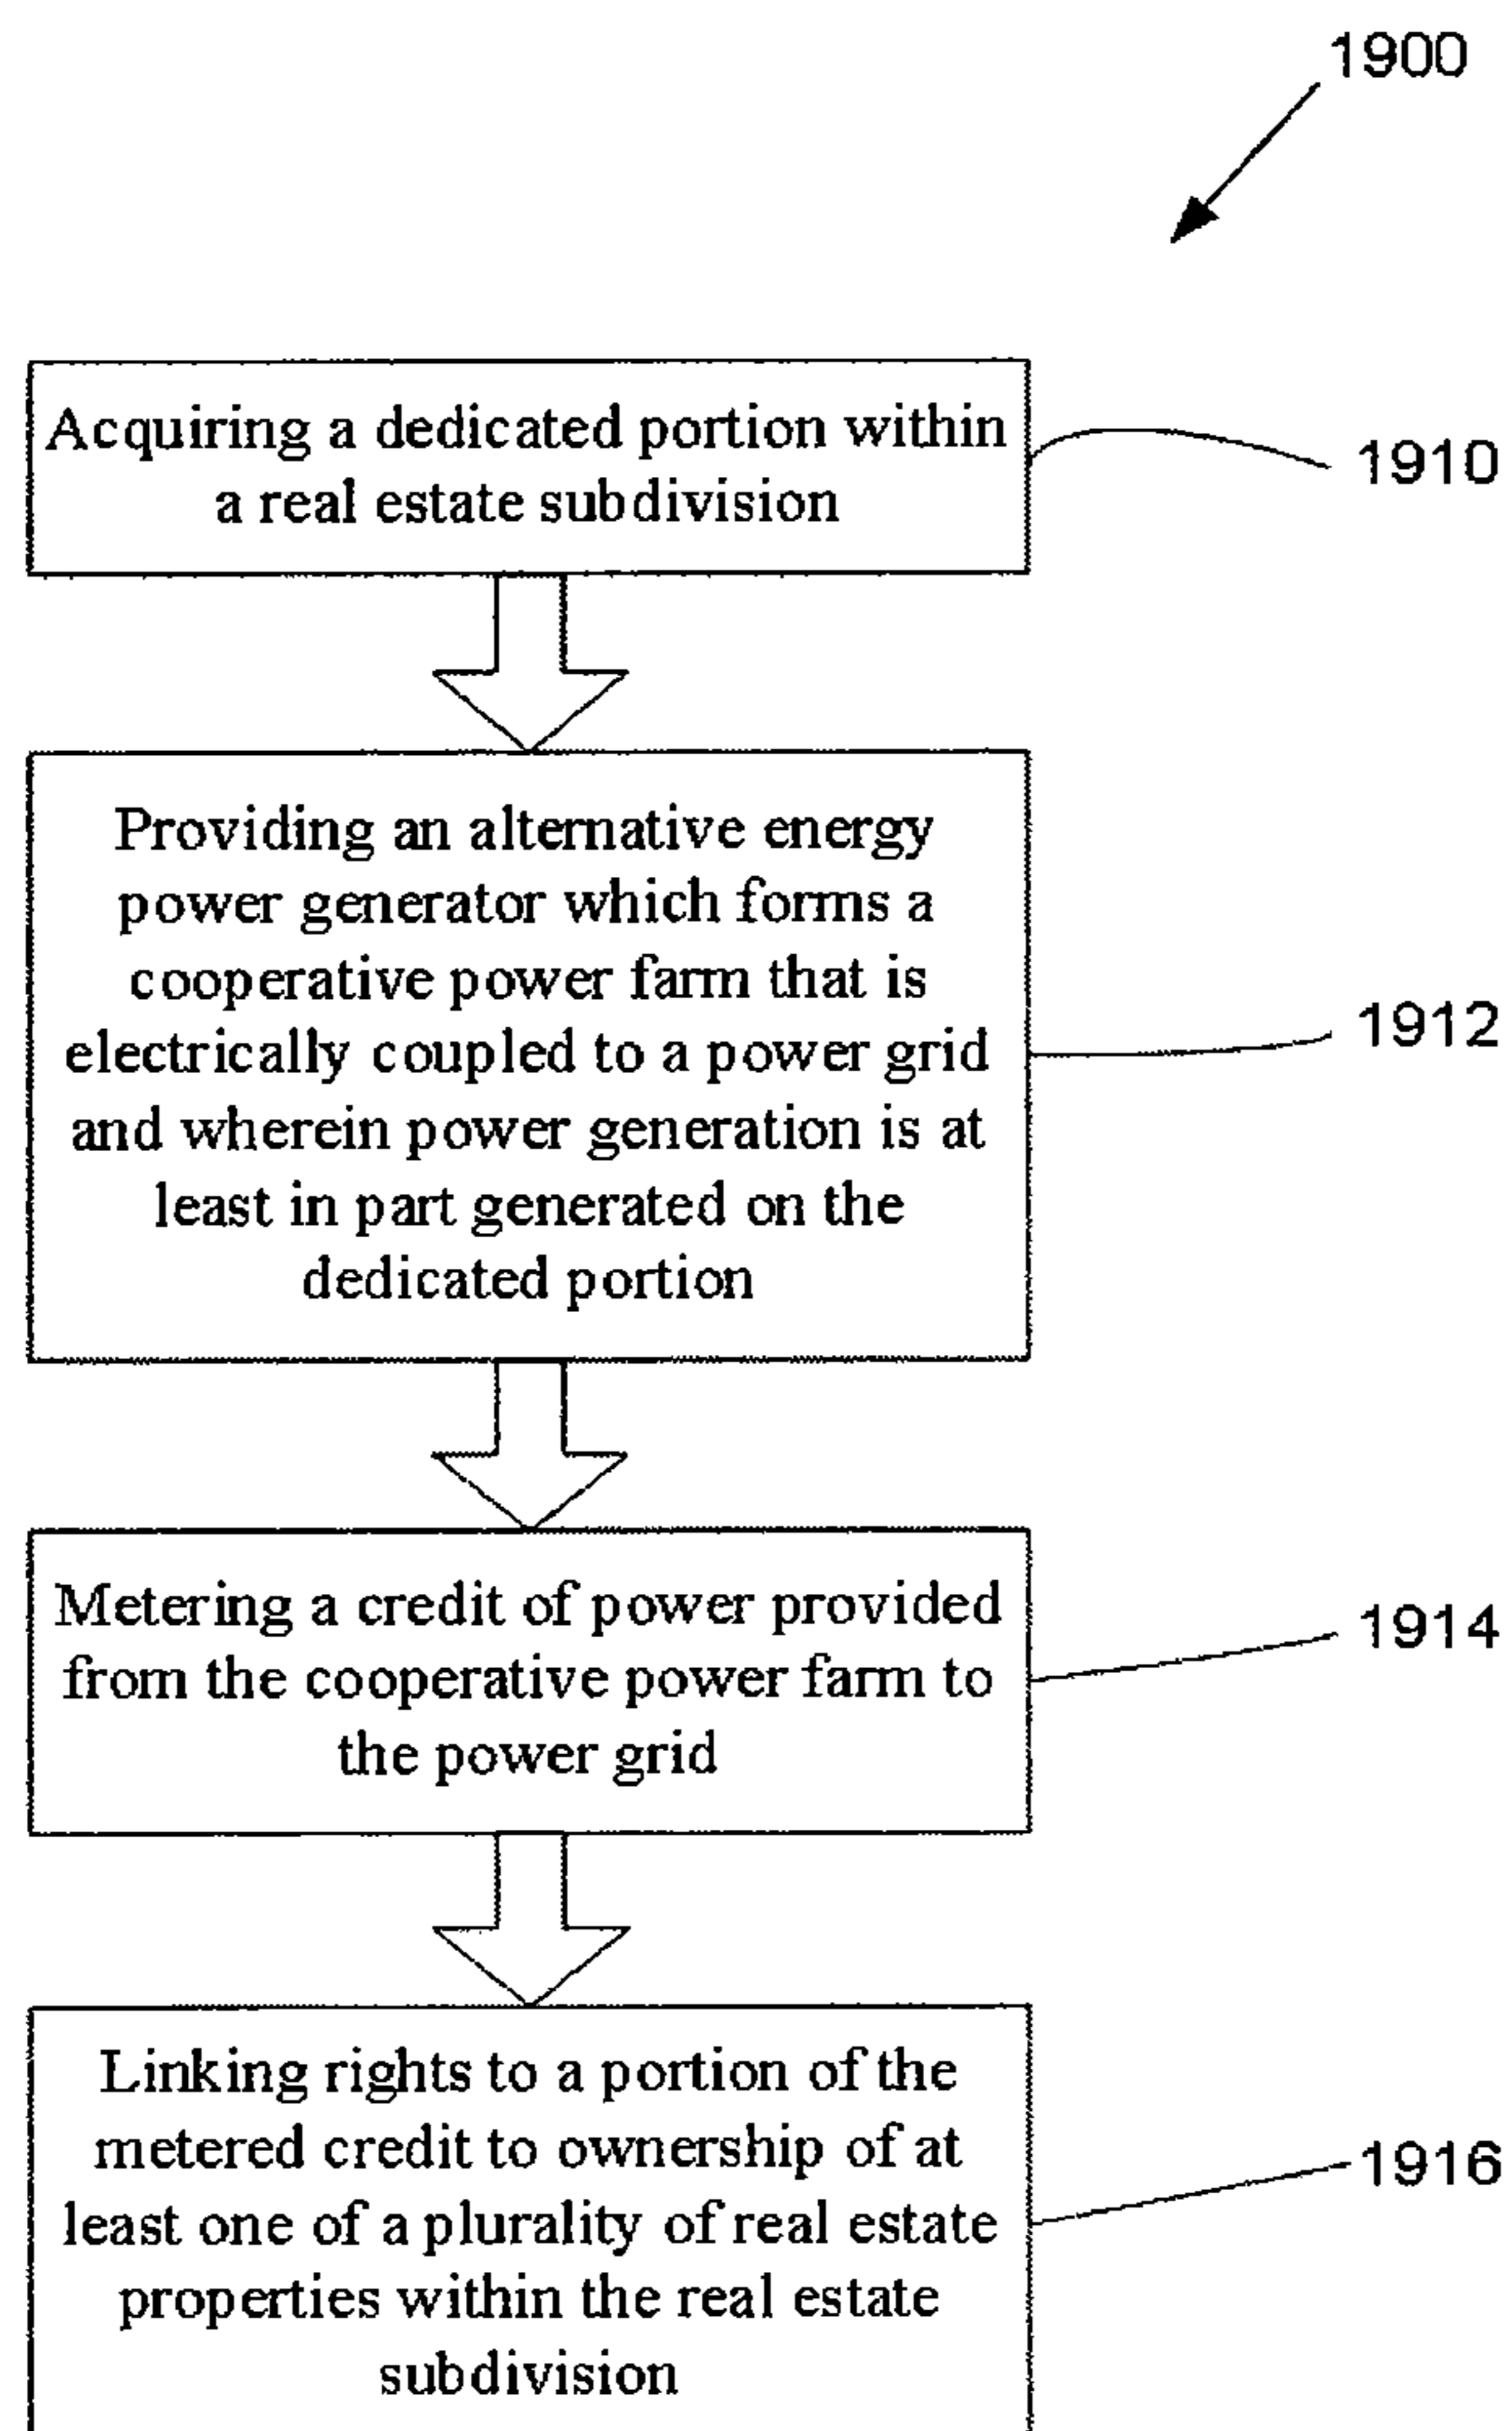 1900
Acquiring a dedicated portion within
a real estate subdivision
1910
Providing an alternative energy
power generator which forms a
cooperative power farm that is
electrically coupled to a power grid
and wherein power generation is at
least in part generated on the
dedicated portion
1912
Metering a credit of power provided
from the cooperative power farm to
the power grid
1914
Linking rights to a portion of the
metered credit to ownership of at
least one of a plurality of real estate
properties within the real estate
subdivision
1916